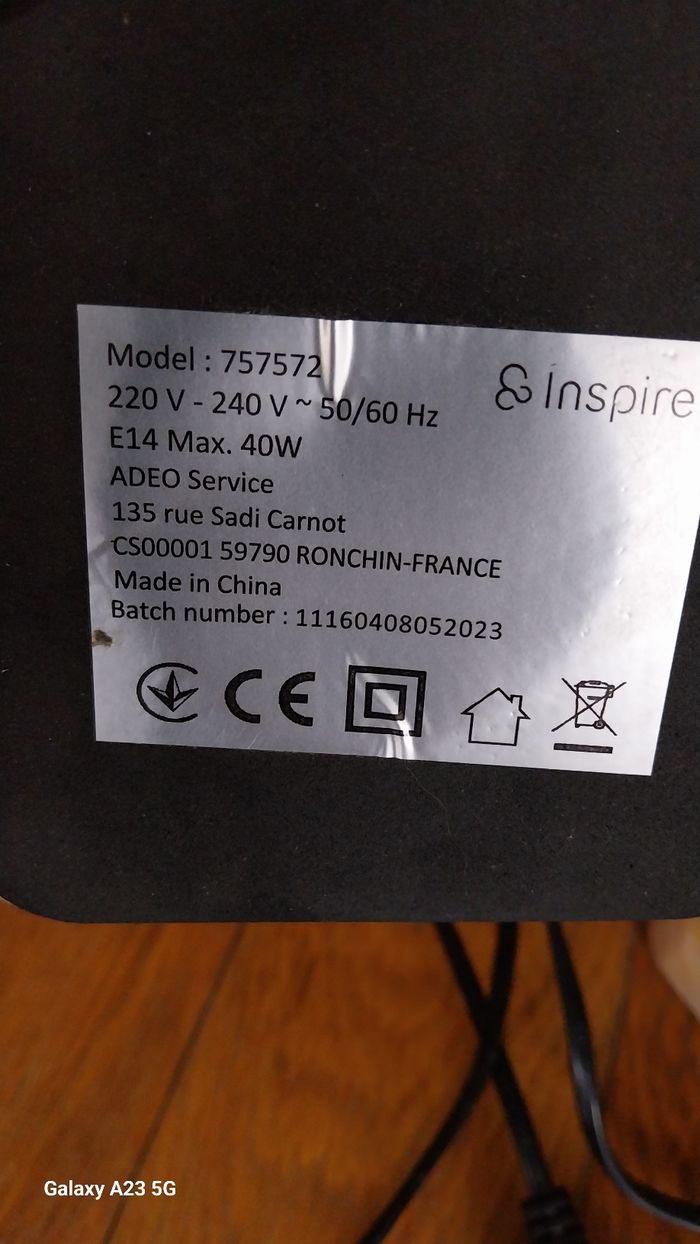 Model : 757572
Inspire
220 V - 240 V ~ 50/60 Hz
E14 Max. 40W
ADEO Service
135 rue Sadi Carnot
CS00001 59790 RONCHIN-FRANCE
Made in China
Batch number : 11160408052023
CE
Galaxy A23 5G